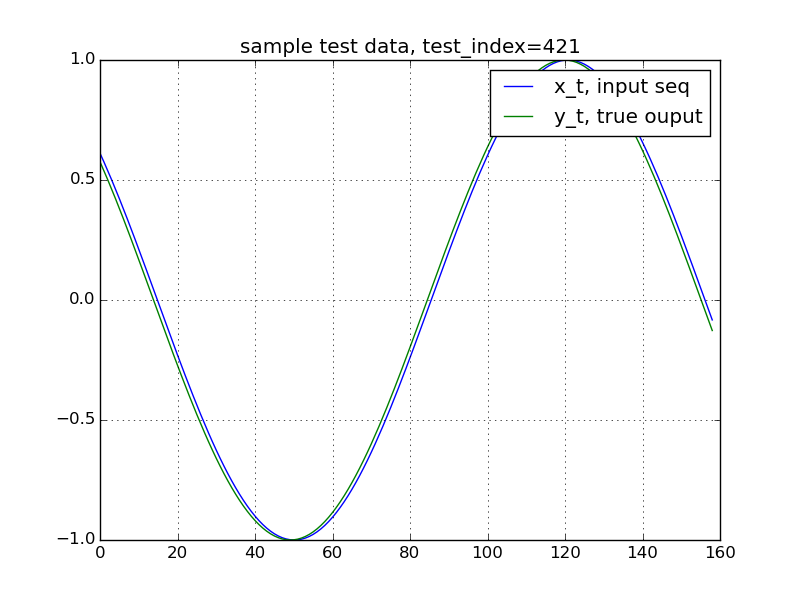 sample test data, test_index=421
x_t, input seq
y_t, true ouput
1.0
0.5
0.0
−0.5
−1.0
0 20 40 60 80 100 120 140 160